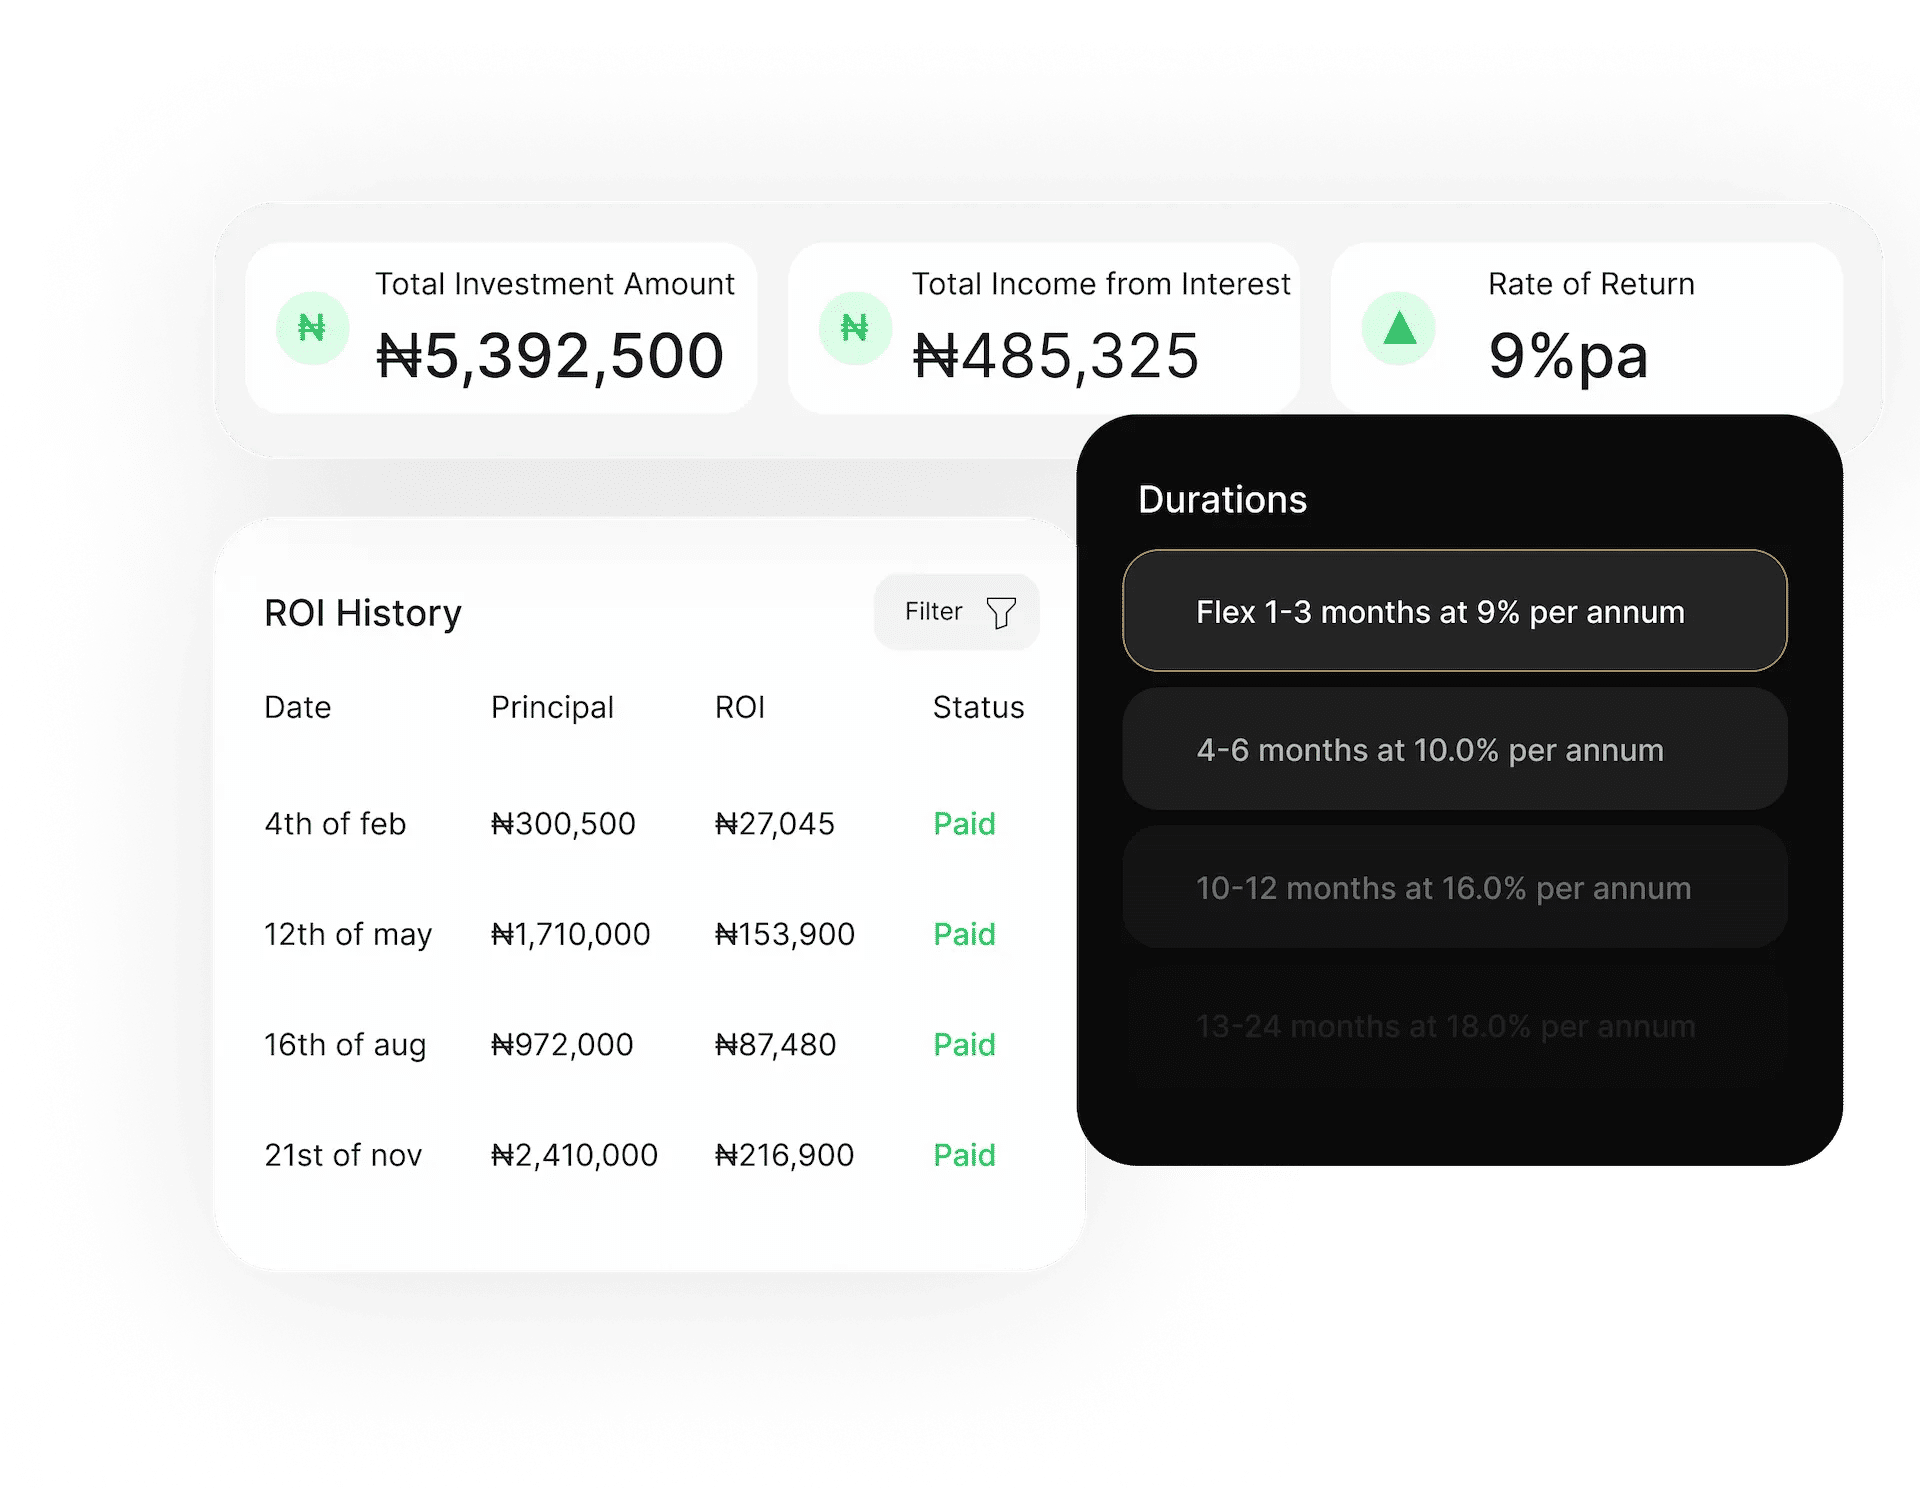 Total Investment Amount
₦5,392,500
Total Income from Interest
₦485,325
Rate of Return
9%pa
ROI History
Filter
Date Principal ROI Status
4th of feb ₦300,500 ₦27,045 Paid
12th of may ₦1,710,000 ₦153,900 Paid
16th of aug ₦972,000 ₦87,480 Paid
21st of nov ₦2,410,000 ₦216,900 Paid
Durations
Flex 1-3 months at 9% per annum
4-6 months at 10.0% per annum
10-12 months at 16.0% per annum
13-24 months at 18.0% per annum